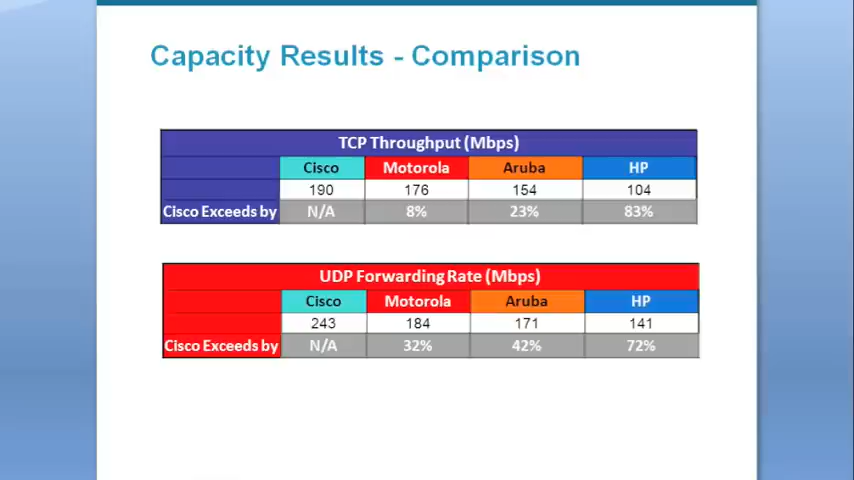 Capacity Results - Comparison
TCP Throughput (Mbps)
Cisco Motorola Aruba HP
190 176 154 104
Cisco Exceeds by N/A 8% 23% 83%
UDP Forwarding Rate (Mbps)
Cisco Motorola Aruba HP
243 184 171 141
Cisco Exceeds by N/A 32% 42% 72%